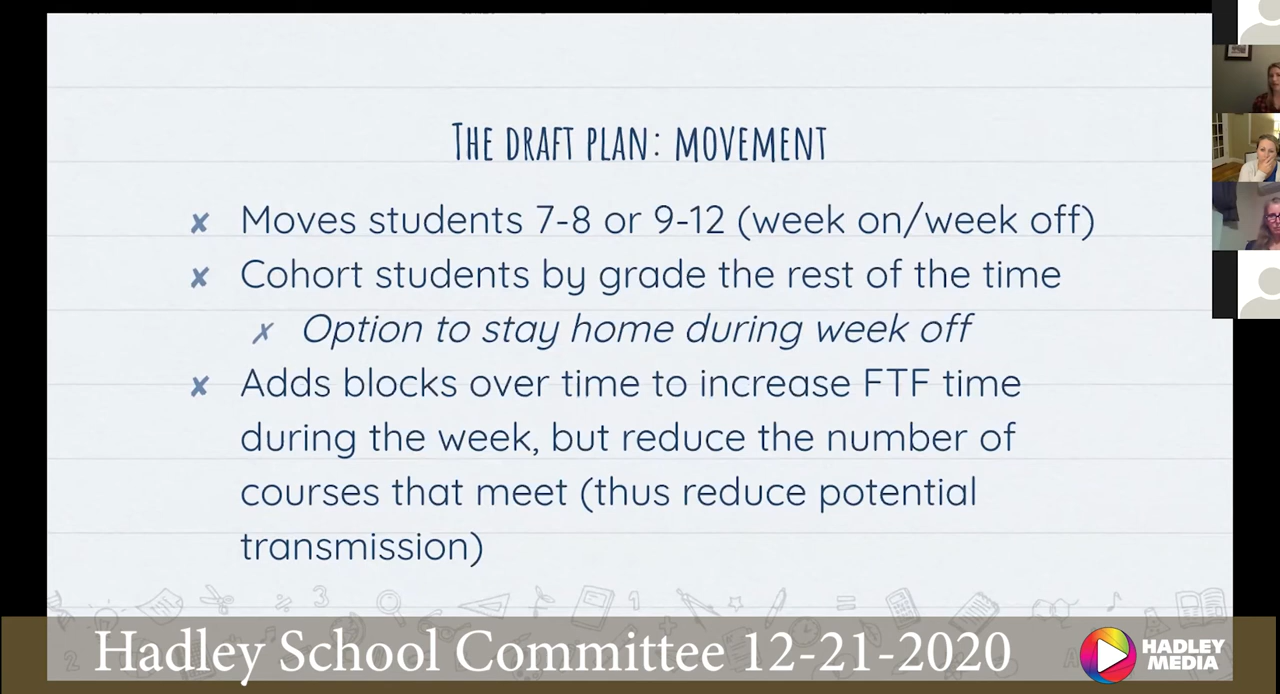 The draft plan: movement
✘ Moves students 7-8 or 9-12 (week on/week off)
✘ Cohort students by grade the rest of the time
✗ Option to stay home during week off
✘ Adds blocks over time to increase FTF time
during the week, but reduce the number of
courses that meet (thus reduce potential
transmission)
Hadley School Committee 12-21-2020
HADLEY
MEDIA